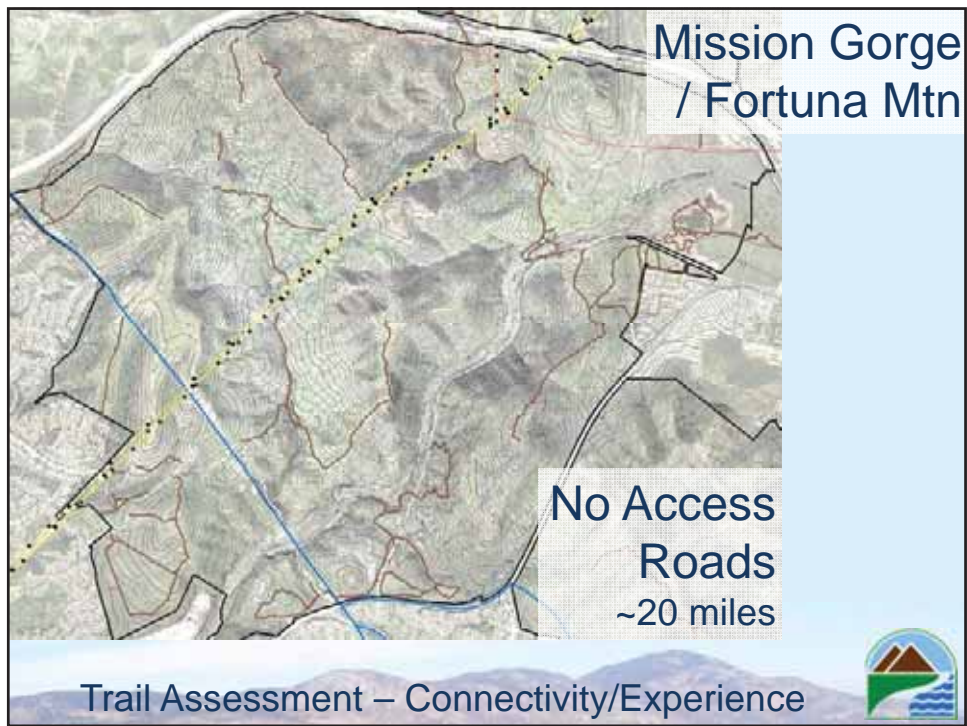 Mission Gorge
/ Fortuna Mtn
No Access
Roads
~20 miles
Trail Assessment – Connectivity/Experience